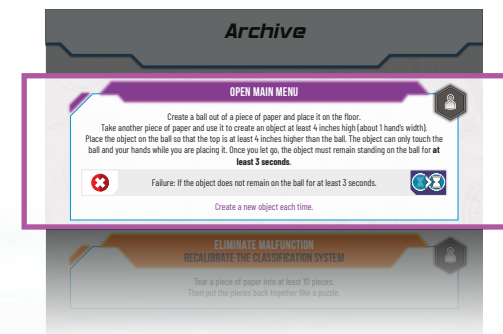 Archive
OPEN MAIN MENU
Create a ball out of a piece of paper and place it on the floor.
Take another piece of paper and use it to create an object at least 4 inches high (about 1 hand's width).
Place the object on the ball so that the top is at least 4 inches higher than the ball. The object can only touch the
ball and your hands while you are placing it. Once you let go, the object must remain standing on the ball for at
least 3 seconds.
Failure: If the object does not remain on the ball for at least 3 seconds.
Create a new object each time.
ELIMINATE MALFUNCTION
RECALIBRATE THE CLASSIFICATION SYSTEM
Tear a piece of paper into at least 10 pieces.
Then put the pieces back together like a puzzle.